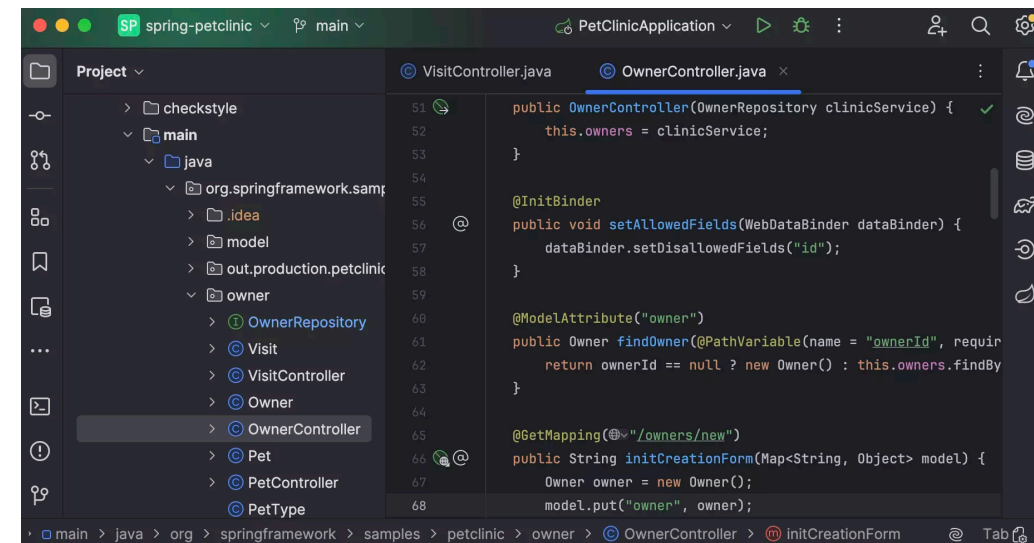 SP spring-petclinic main PetClinicApplication
Project
VisitController.java OwnerController.java
checkstyle
main
java
org.springframework.samp
.idea
model
out.production.petclinic
owner
OwnerRepository
Visit
VisitController
Owner
OwnerController
Pet
PetController
PetType
51 public OwnerController(OwnerRepository clinicService) {
52 this.owners = clinicService;
53 }
54
55 @InitBinder
56 @ public void setAllowedFields(WebDataBinder dataBinder) {
57 dataBinder.setDisallowedFields("id");
58 }
59
60 @ModelAttribute("owner")
61 public Owner findOwner(@PathVariable(name = "ownerId", requir
62 return ownerId == null ? new Owner() : this.owners.findBy
63 }
64
65 @GetMapping("/owners/new")
66 @ public String initCreationForm(Map<String, Object> model) {
67 Owner owner = new Owner();
68 model.put("owner", owner);
main > java > org > springframework > samples > petclinic > owner > OwnerController > initCreationForm Tab